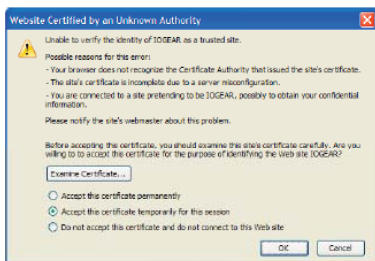 Website Certified by an Unknown Authority
Unable to verify the identity of IOGEAR as a trusted site.
Possible reasons for this error:
- Your browser does not recognize the Certificate Authority that issued the site's certificate.
- The site's certificate is incomplete due to a server misconfiguration.
- You are connected to a site pretending to be IOGEAR, possibly to obtain your confidential
information.
Please notify the site's webmaster about this problem.
Before accepting this certificate, you should examine this site's certificate carefully. Are you
willing to to accept this certificate for the purpose of identifying the Web site IOGEAR?
Examine Certificate...
Accept this certificate permanently
Accept this certificate temporarily for this session
Do not accept this certificate and do not connect to this Web site
OK Cancel